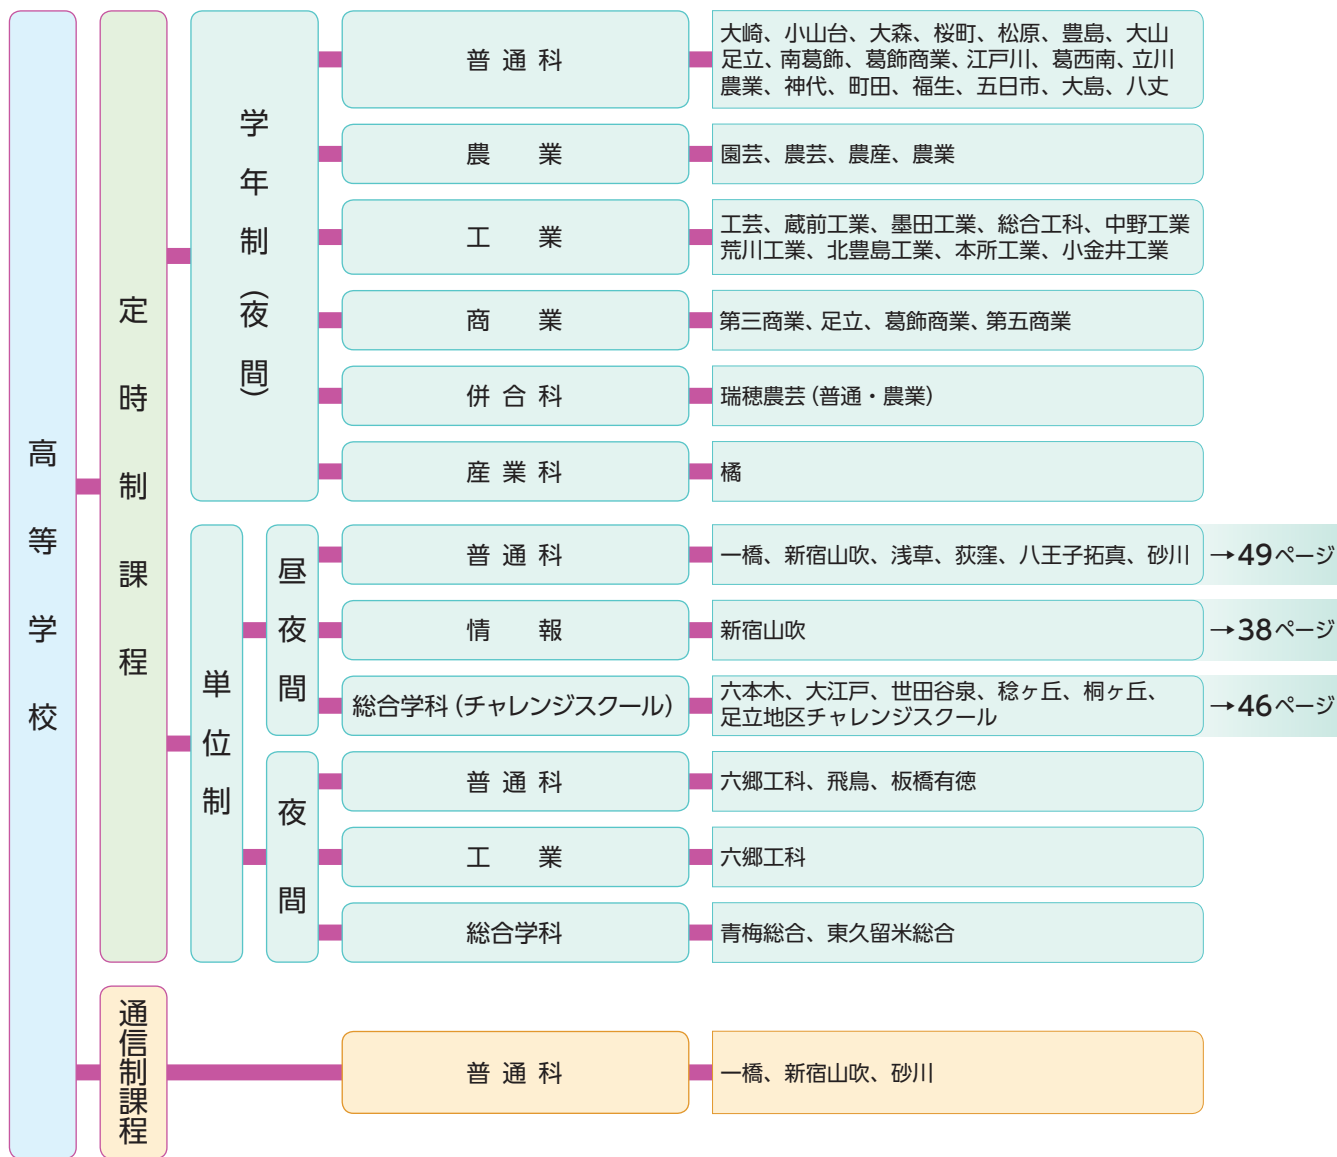 高等学校
定時制課程
学年制（夜間）
普通科
大崎、小山台、大森、桜町、松原、豊島、大山
足立、南葛飾、葛飾商業、江戸川、葛西南、立川
農業、神代、町田、福生、五日市、大島、八丈
農業
園芸、農芸、農産、農業
工業
工芸、蔵前工業、墨田工業、総合工科、中野工業
荒川工業、北豊島工業、本所工業、小金井工業
商業
第三商業、足立、葛飾商業、第五商業
併合科
瑞穂農芸（普通・農業）
産業科
橘
単位制
昼夜間
普通科
一橋、新宿山吹、浅草、荻窪、八王子拓真、砂川
→49ページ
情報
新宿山吹
→38ページ
総合学科（チャレンジスクール）
六本木、大江戸、世田谷泉、稔ヶ丘、桐ヶ丘、
足立地区チャレンジスクール
→46ページ
夜間
普通科
六郷工科、飛鳥、板橋有徳
工業
六郷工科
総合学科
青梅総合、東久留米総合
通信制課程
普通科
一橋、新宿山吹、砂川